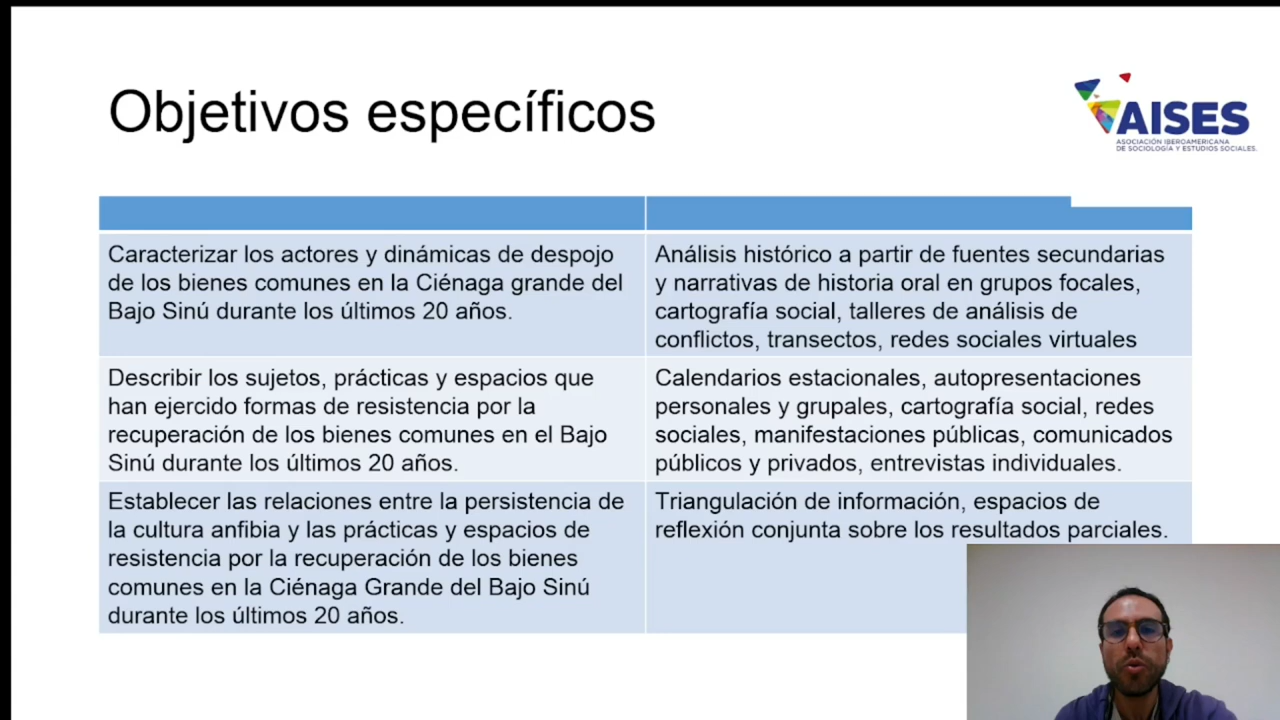 Objetivos específicos
AISES
ASOCIACIÓN IBEROAMERICANA
DE SOCIOLOGÍA Y ESTUDIOS SOCIALES.
Caracterizar los actores y dinámicas de despojo
de los bienes comunes en la Ciénaga grande del
Bajo Sinú durante los últimos 20 años.
Análisis histórico a partir de fuentes secundarias
y narrativas de historia oral en grupos focales,
cartografía social, talleres de análisis de
conflictos, transectos, redes sociales virtuales
Describir los sujetos, prácticas y espacios que
han ejercido formas de resistencia por la
recuperación de los bienes comunes en el Bajo
Sinú durante los últimos 20 años.
Calendarios estacionales, autopresentaciones
personales y grupales, cartografía social, redes
sociales, manifestaciones públicas, comunicados
públicos y privados, entrevistas individuales.
Establecer las relaciones entre la persistencia de
la cultura anfibia y las prácticas y espacios de
resistencia por la recuperación de los bienes
comunes en la Ciénaga Grande del Bajo Sinú
durante los últimos 20 años.
Triangulación de información, espacios de
reflexión conjunta sobre los resultados parciales.